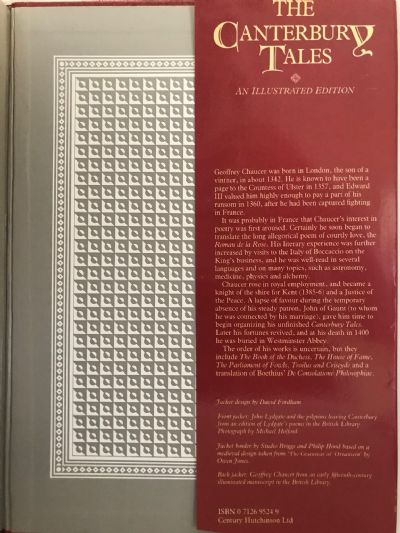 THE
CANTERBURY
TALES
AN ILLUSTRATED EDITION
Geoffrey Chaucer was born in London, the son of a
vintner, in about 1342. He is known to have been a
page to the Countess of Ulster in 1357, and Edward
III valued him highly enough to pay a part of his
ransom in 1360, after he had been captured fighting
in France.
It was probably in France that Chaucer's interest in
poetry was first aroused. Certainly he soon began to
translate the long allegorical poem of courtly love, the
Roman de la Rose. His literary experience was further
increased by visits to the Italy of Boccaccio on the
King's business, and he was well-read in several
languages and on many topics, such as astronomy,
medicine, physics and alchemy.
Chaucer rose in royal employment, and became a
knight of the shire for Kent (1385-6) and a Justice of
the Peace. A lapse of favour during the temporary
absence of his steady patron, John of Gaunt (to whom
he was connected by his marriage), gave him time to
begin organizing his unfinished Canterbury Tales.
Later his fortunes revived, and at his death in 1400
he was buried in Westminster Abbey.
The order of his works is uncertain, but they
include The Book of the Duchess, The House of Fame,
The Parliament of Fowls, Troilus and Criseyde and a
translation of Boethius' De Consolatione Philosophiae.
Jacket design by David Fordham
Front jacket: John Lydgate and the pilgrims leaving Canterbury
from an edition of Lydgate's poems in the British Library.
Photograph by Michael Holford.
Jacket border by Studio Briggs and Philip Hood based on a
medieval design taken from 'The Grammar of Ornament' by
Owen Jones.
Back jacket: Geoffrey Chaucer from an early fifteenth-century
illuminated manuscript in the British Library.
ISBN 0 7126 9524 9
Century Hutchinson Ltd